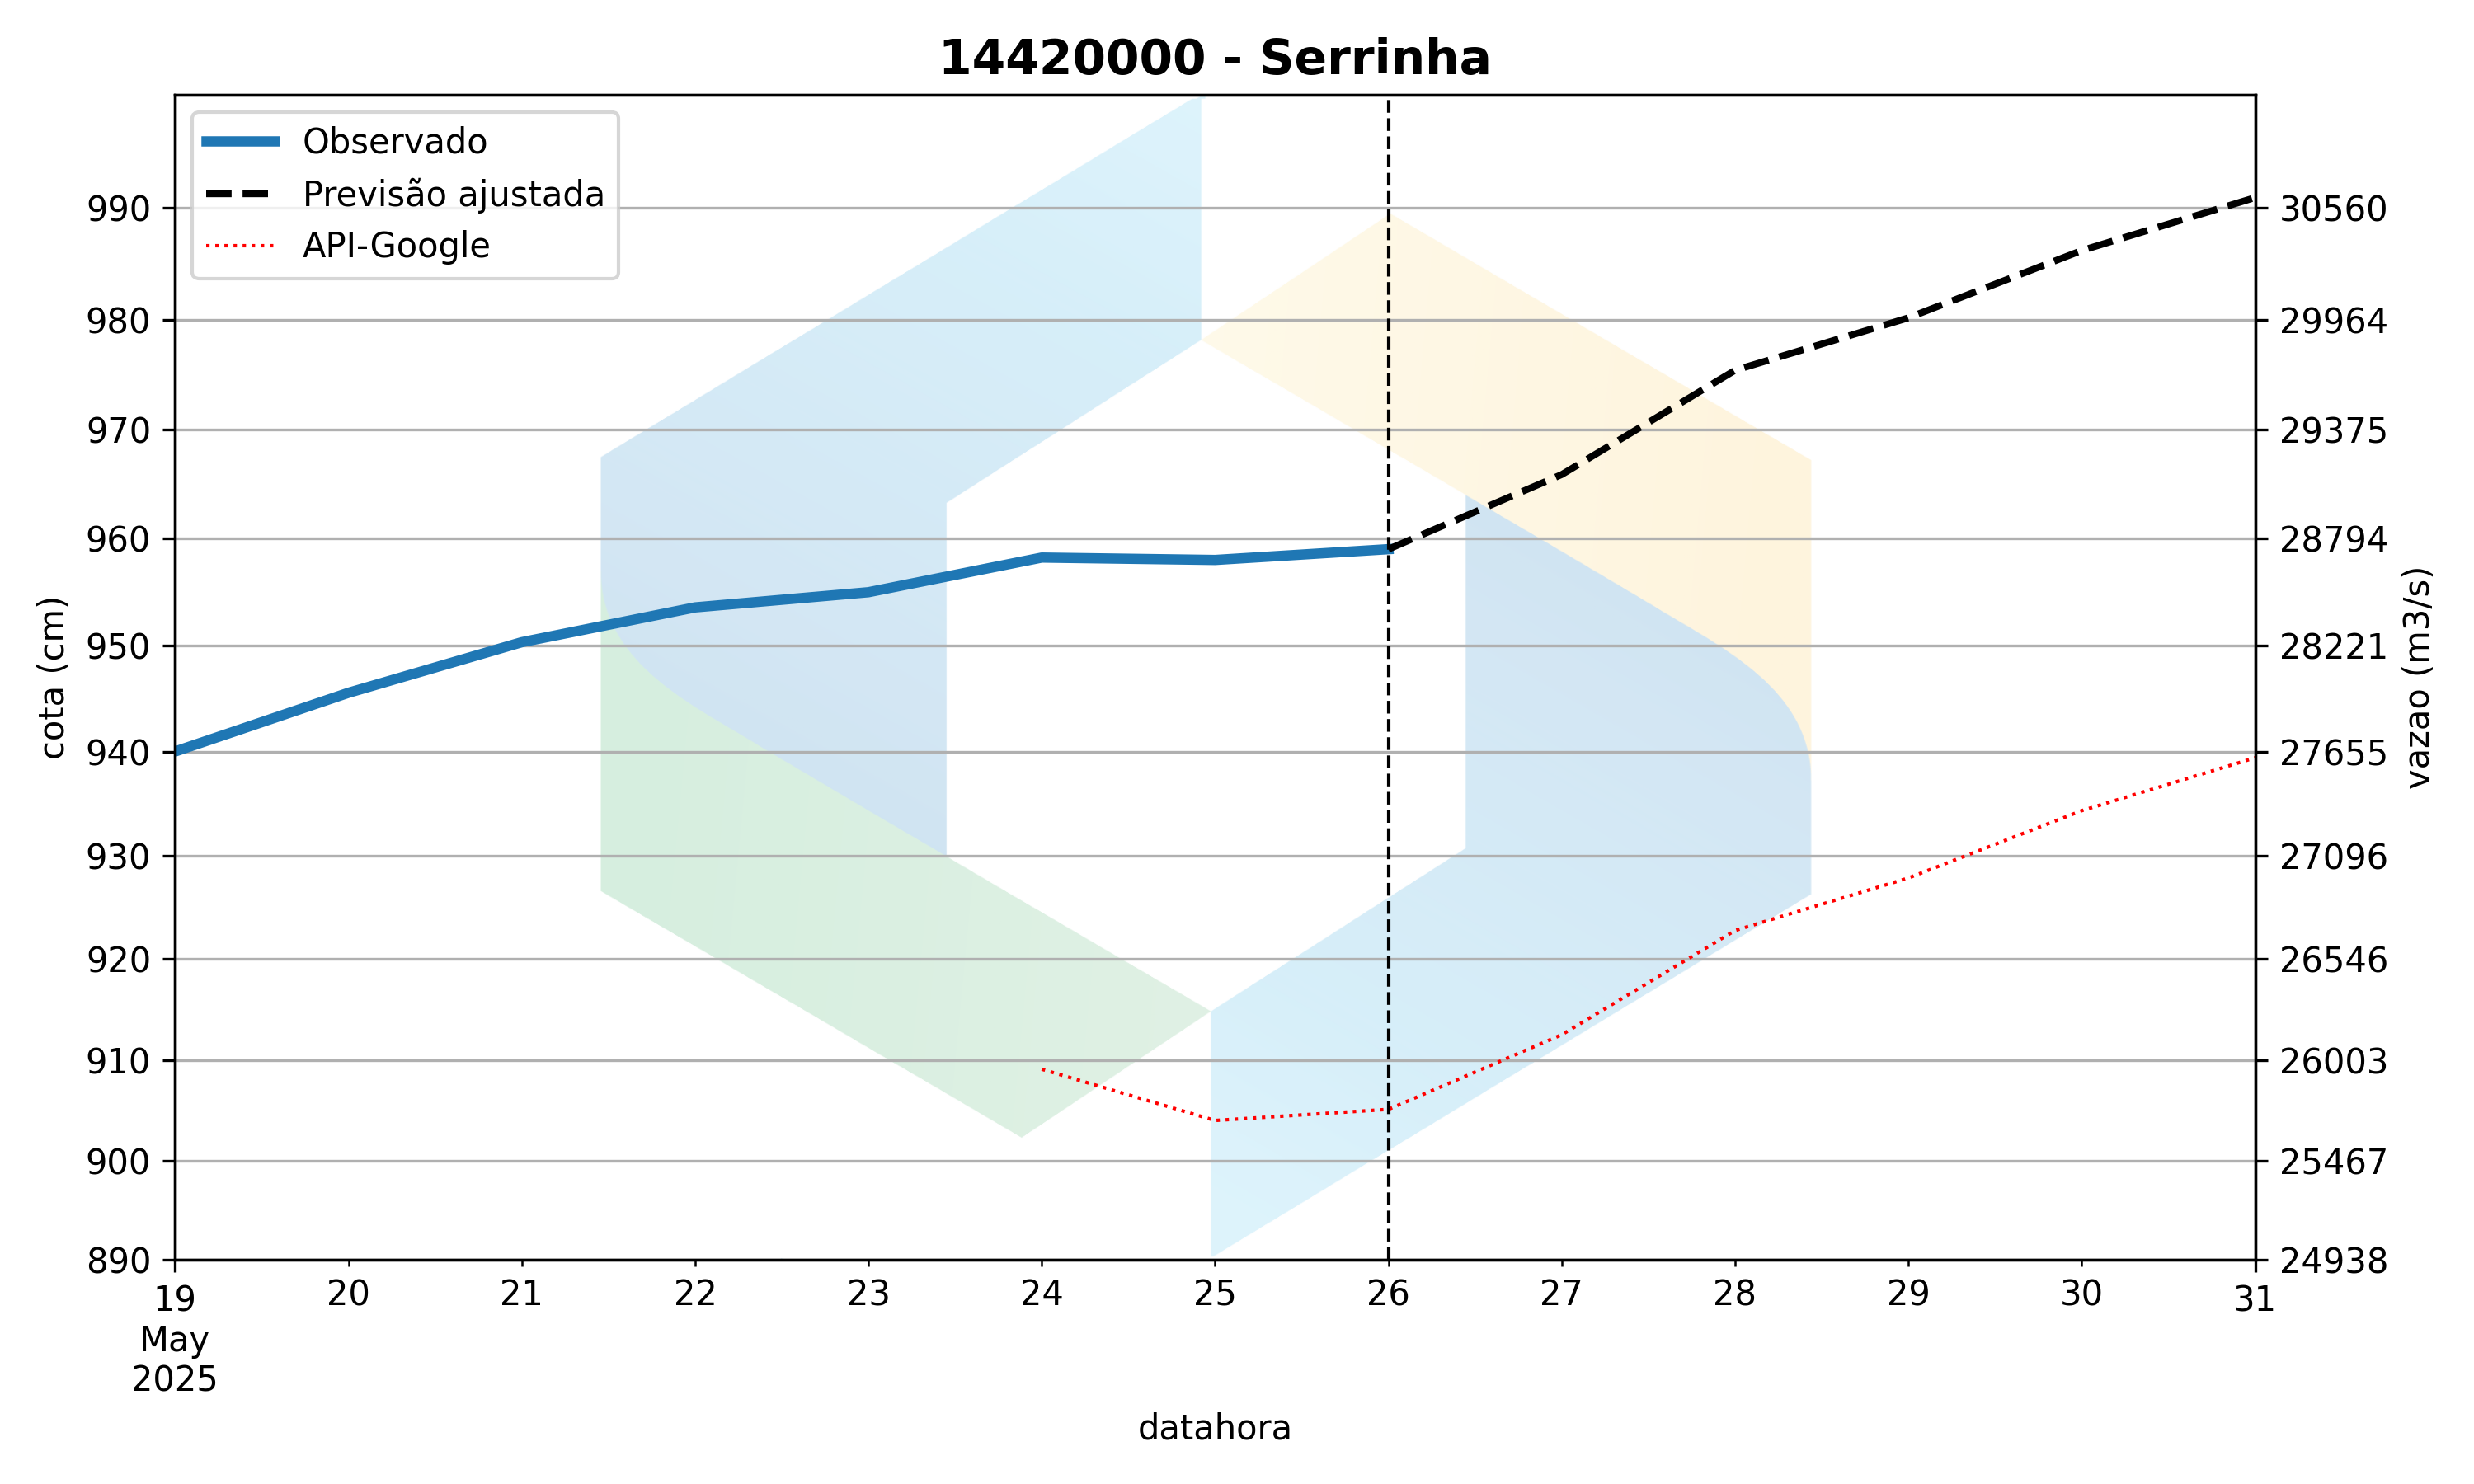 14420000 - Serrinha
Observado
Previsão ajustada
API-Google
990
980
970
960
950
940
930
920
910
900
890
cota (cm)
30560
29964
29375
28794
28221
27655
27096
26546
26003
25467
24938
vazao (m3/s)
19 20 21 22 23 24 25 26 27 28 29 30 31
May
2025
datahora